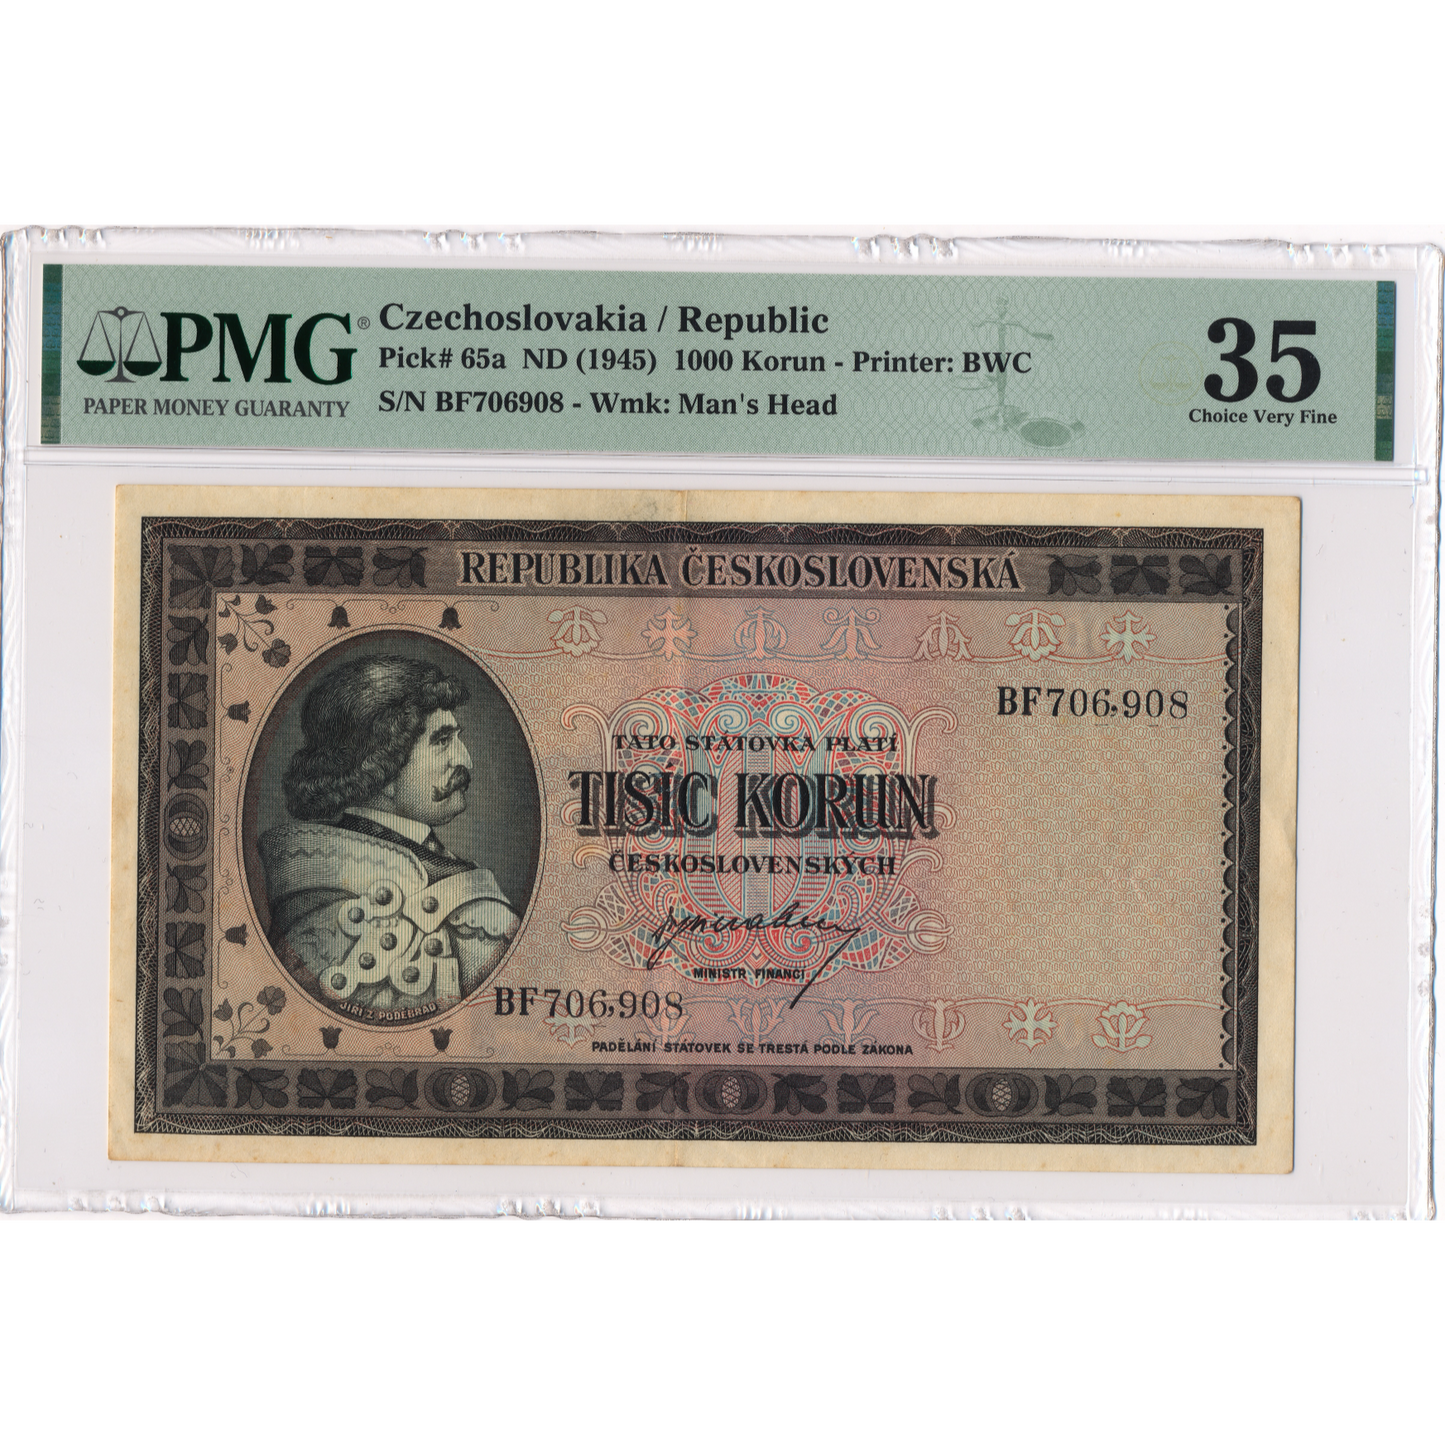 PMG®
PAPER MONEY GUARANTY
Czechoslovakia / Republic
Pick# 65a ND (1945) 1000 Korun - Printer: BWC
S/N BF706908 - Wmk: Man's Head
35
Choice Very Fine
REPUBLIKA ČESKOSLOVENSKÁ
BF706,908
TATO STÁTOVKA PLATÍ
TISÍC KORUN
ČESKOSLOVENSKÝCH
MINISTR FINANCÍ
JIŘÍ Z PODĚBRAD
BF706,908
PADĚLÁNÍ STÁTOVEK SE TRESTÁ PODLE ZÁKONA